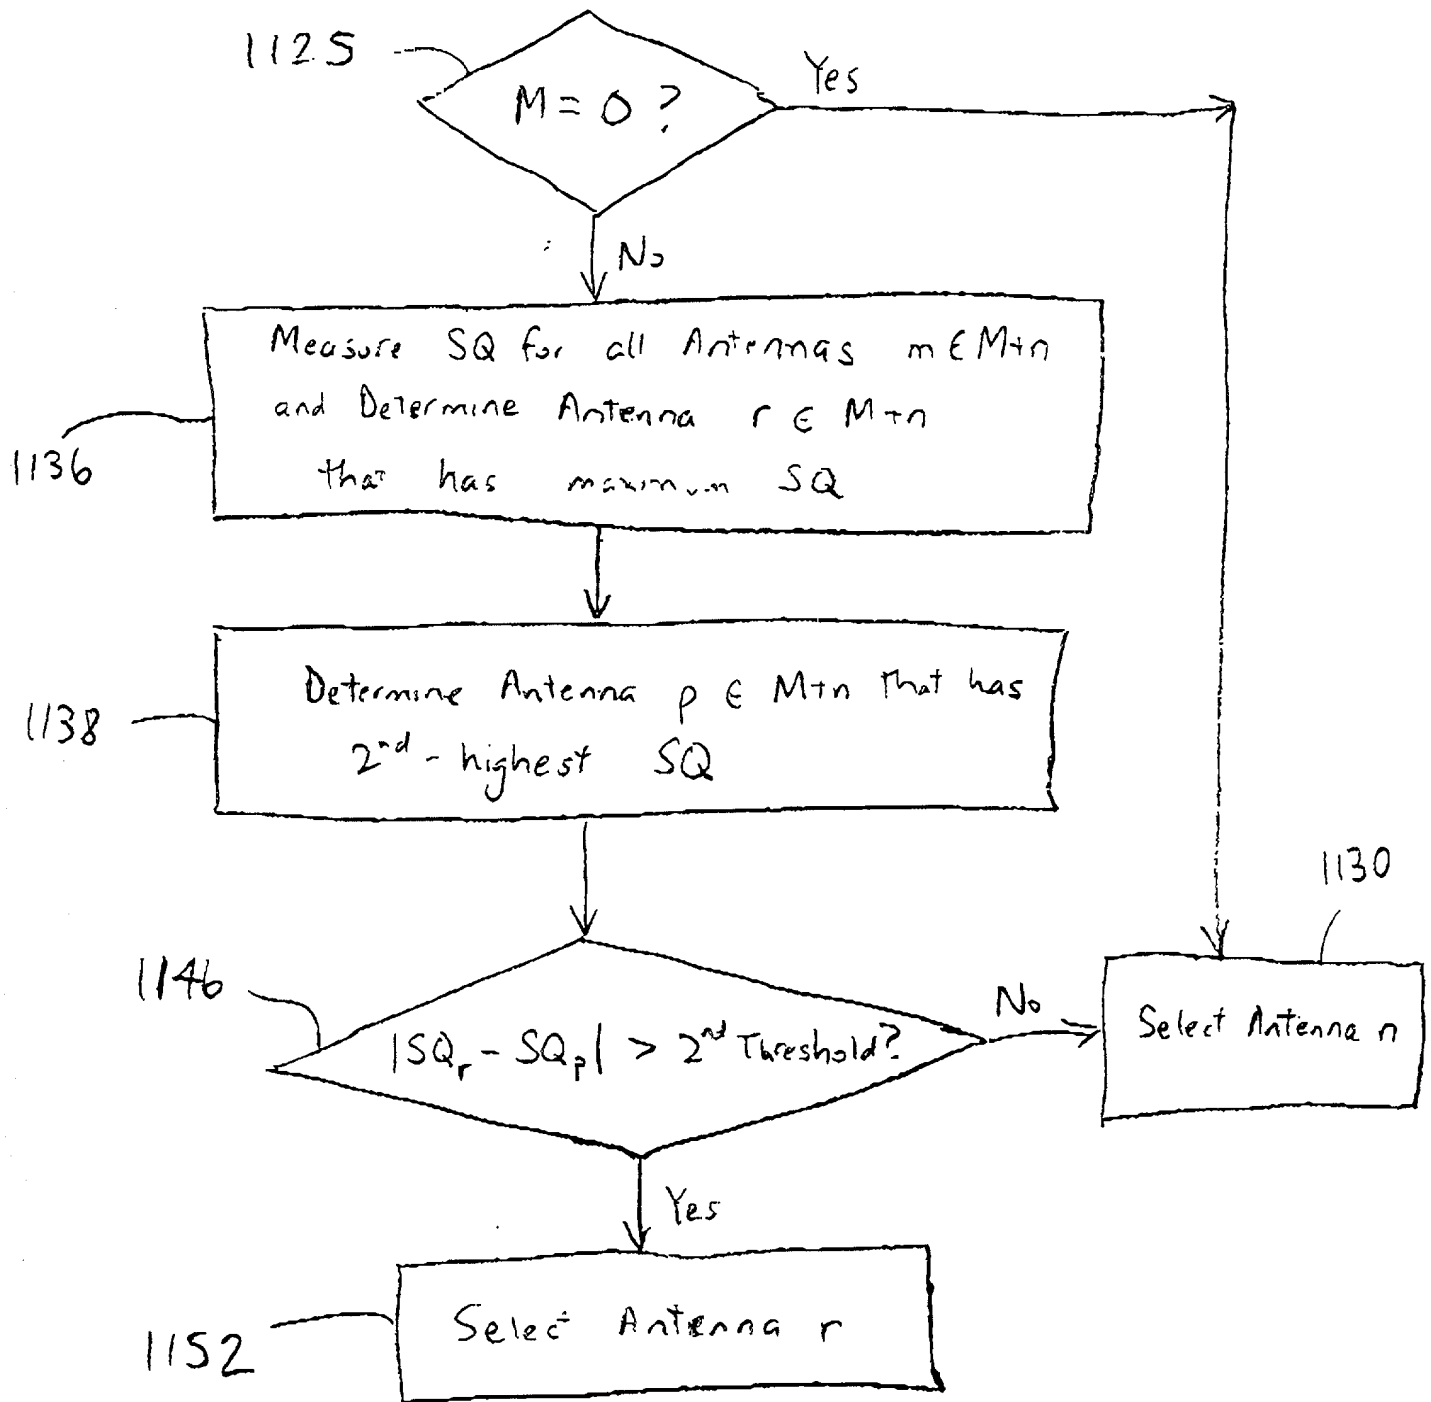 1125
M = 0 ?
Yes
No
Measure SQ for all Antennas m ∈ M+n
and Determine Antenna r ∈ M+n
that has maximum SQ
1136
Determine Antenna p ∈ M+n that has
2nd-highest SQ
1138
1130
1146
|SQr - SQp| > 2nd Threshold?
No
Select Antenna n
Yes
Select Antenna r
1152